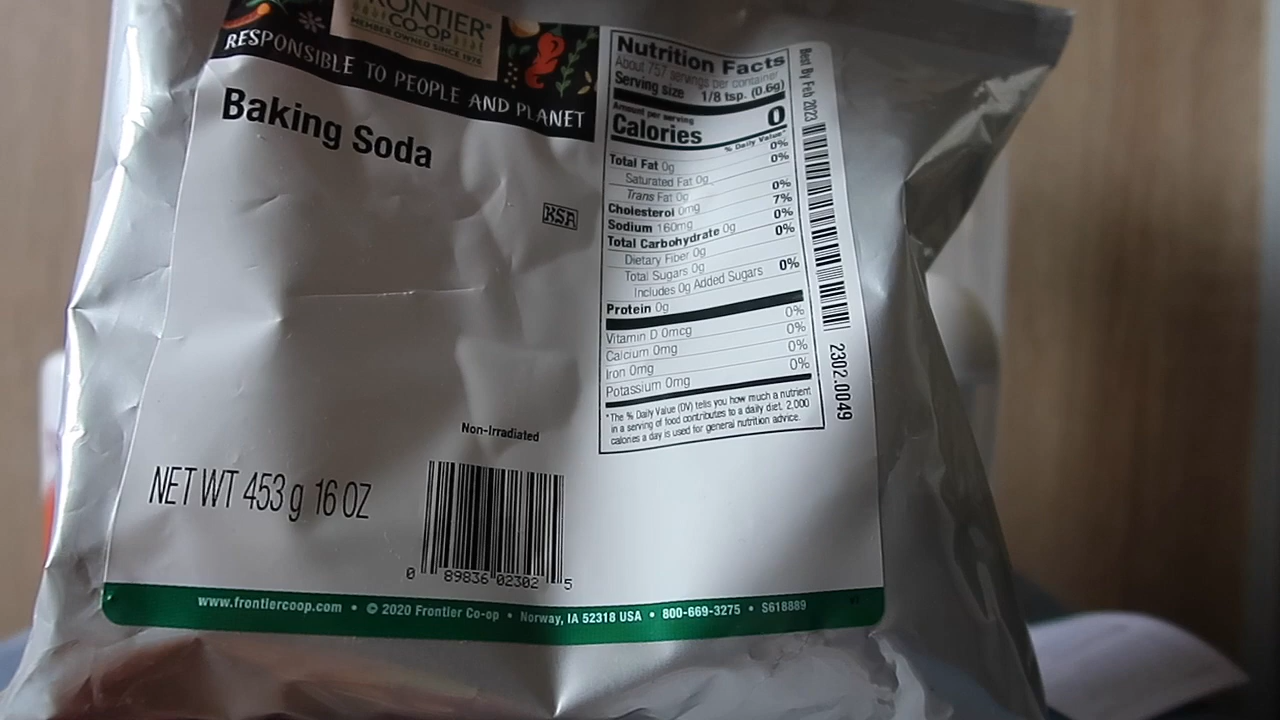 FRONTIER®
CO-OP
MEMBER OWNED SINCE 1976
RESPONSIBLE TO PEOPLE AND PLANET
Baking Soda
KSA
Non-Irradiated
NET WT 453 g 16 OZ
0 89836 02302 5
Nutrition Facts
About 757 servings per container
Serving size 1/8 tsp. (0.6g)
Amount per serving
Calories 0
% Daily Value*
Total Fat 0g 0%
Saturated Fat 0g 0%
Trans Fat 0g
Cholesterol 0mg 0%
Sodium 160mg 7%
Total Carbohydrate 0g 0%
Dietary Fiber 0g 0%
Total Sugars 0g
Includes 0g Added Sugars 0%
Protein 0g
Vitamin D 0mcg 0%
Calcium 0mg 0%
Iron 0mg 0%
Potassium 0mg 0%
*The % Daily Value (DV) tells you how much a nutrient
in a serving of food contributes to a daily diet. 2,000
calories a day is used for general nutrition advice.
Best By Feb 2023
2302.0049
www.frontiercoop.com • © 2020 Frontier Co-op • Norway, IA 52318 USA • 800-669-3275 • S618889